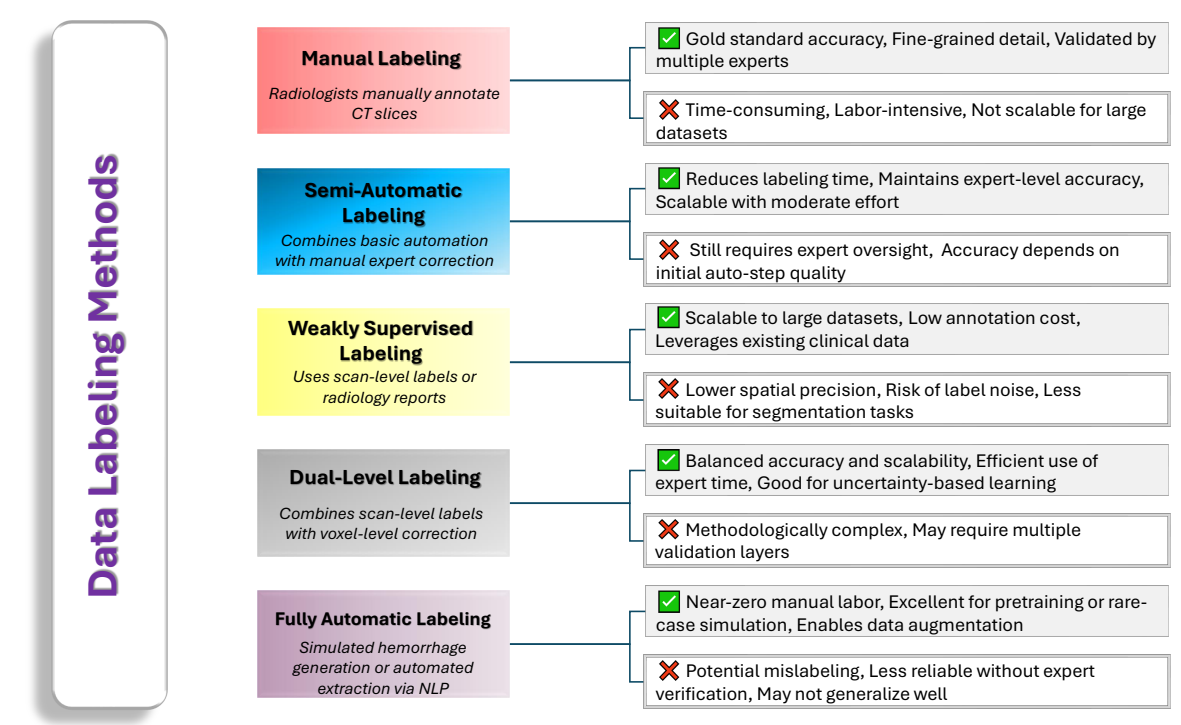 Data Labeling Methods
Manual Labeling
Radiologists manually annotate
CT slices
✅ Gold standard accuracy, Fine-grained detail, Validated by
multiple experts
❌ Time-consuming, Labor-intensive, Not scalable for large
datasets
Semi-Automatic
Labeling
Combines basic automation
with manual expert correction
✅ Reduces labeling time, Maintains expert-level accuracy,
Scalable with moderate effort
❌ Still requires expert oversight, Accuracy depends on
initial auto-step quality
Weakly Supervised
Labeling
Uses scan-level labels or
radiology reports
✅ Scalable to large datasets, Low annotation cost,
Leverages existing clinical data
❌ Lower spatial precision, Risk of label noise, Less
suitable for segmentation tasks
Dual-Level Labeling
Combines scan-level labels
with voxel-level correction
✅ Balanced accuracy and scalability, Efficient use of
expert time, Good for uncertainty-based learning
❌ Methodologically complex, May require multiple
validation layers
Fully Automatic Labeling
Simulated hemorrhage
generation or automated
extraction via NLP
✅ Near-zero manual labor, Excellent for pretraining or rare-
case simulation, Enables data augmentation
❌ Potential mislabeling, Less reliable without expert
verification, May not generalize well